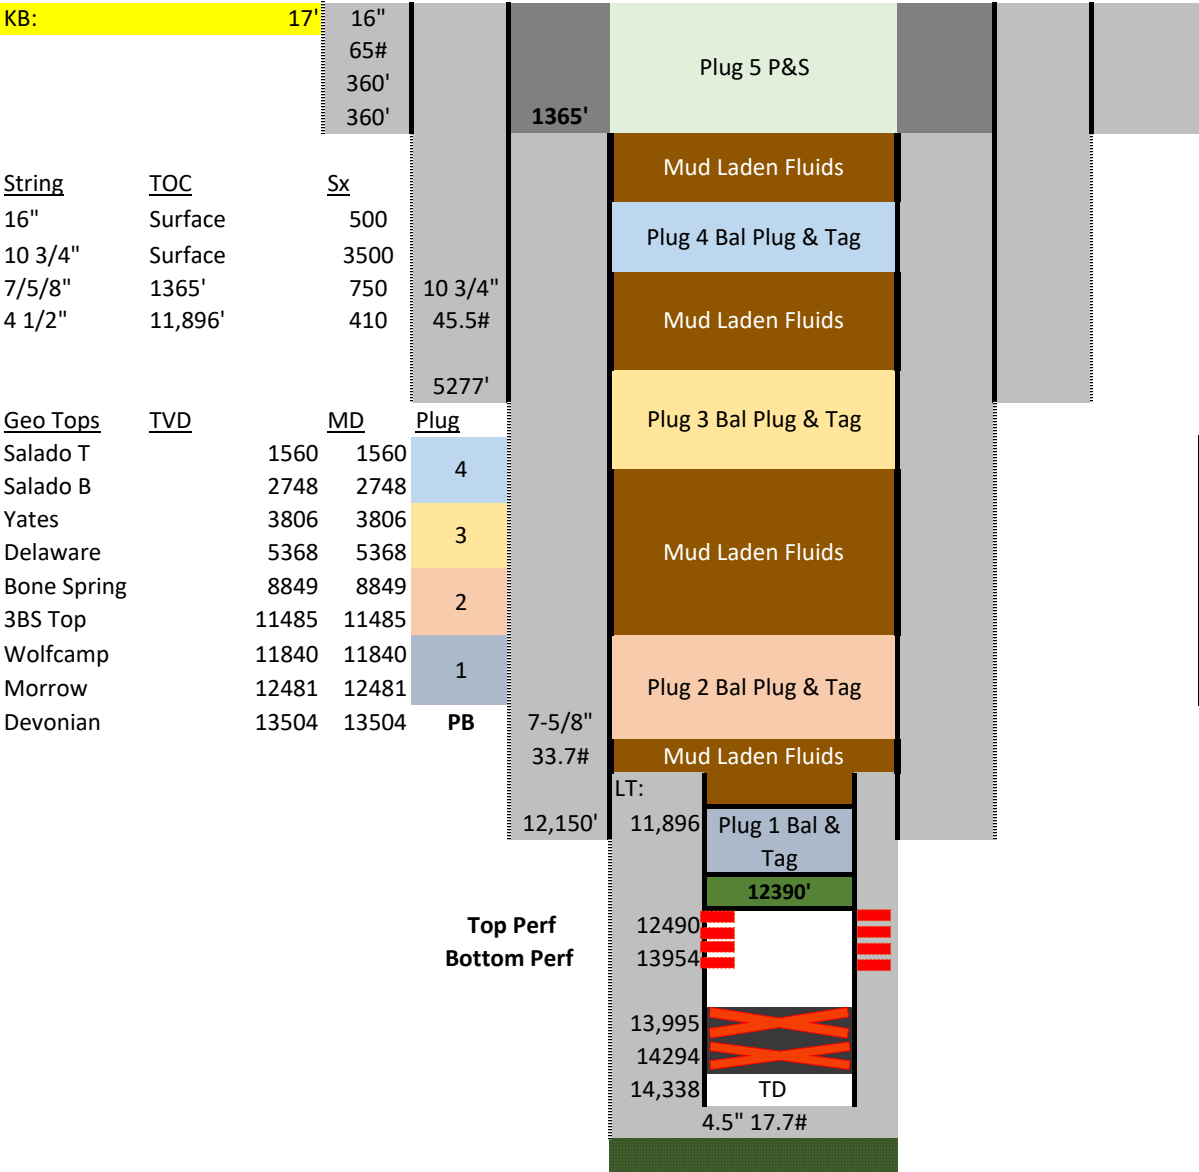 KB: 17' 16"
65#
Plug 5 P&S
360'
360' 1365'
Mud Laden Fluids
String TOC Sx
16" Surface 500
Plug 4 Bal Plug & Tag
10 3/4" Surface 3500
7/5/8" 1365' 750 10 3/4"
4 1/2" 11,896' 410 45.5# Mud Laden Fluids
5277'
Geo Tops TVD MD Plug Plug 3 Bal Plug & Tag
Salado T 1560 1560
4
Salado B 2748 2748
Yates 3806 3806
3
Delaware 5368 5368 Mud Laden Fluids
Bone Spring 8849 8849
2
3BS Top 11485 11485
Wolfcamp 11840 11840
1
Morrow 12481 12481 Plug 2 Bal Plug & Tag
Devonian 13504 13504 PB 7-5/8"
33.7# Mud Laden Fluids
LT:
12,150' 11,896 Plug 1 Bal &
Tag
12390'
Top Perf 12490
Bottom Perf 13954
13,995
14294
14,338 TD
4.5" 17.7#